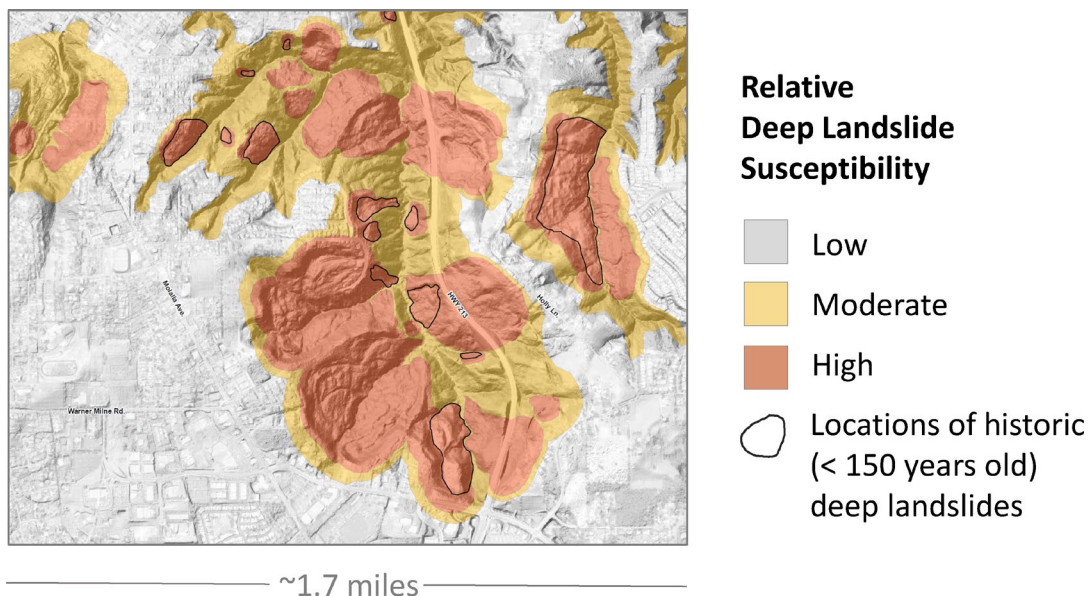 Relative
Deep Landslide
Susceptibility
Low
Moderate
High
Locations of historic
(< 150 years old)
deep landslides
Molalla Ave.
HWY 213
Holly Ln.
Warner Milne Rd.
~1.7 miles